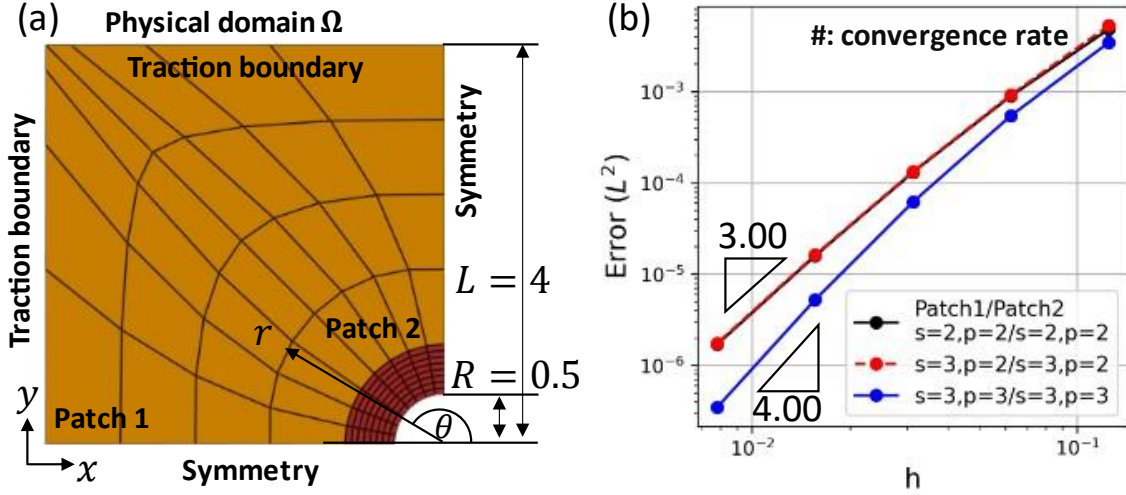 (a)
Physical domain Ω
Traction boundary
Traction boundary
Symmetry
L = 4
Patch 2
r
R = 0.5
θ
Patch 1
y
x
Symmetry
(b)
#: convergence rate
10⁻³
10⁻⁴
10⁻⁵
10⁻⁶
Error (L²)
3.00
4.00
Patch1/Patch2
s=2,p=2/s=2,p=2
s=3,p=2/s=3,p=2
s=3,p=3/s=3,p=3
10⁻²
10⁻¹
h